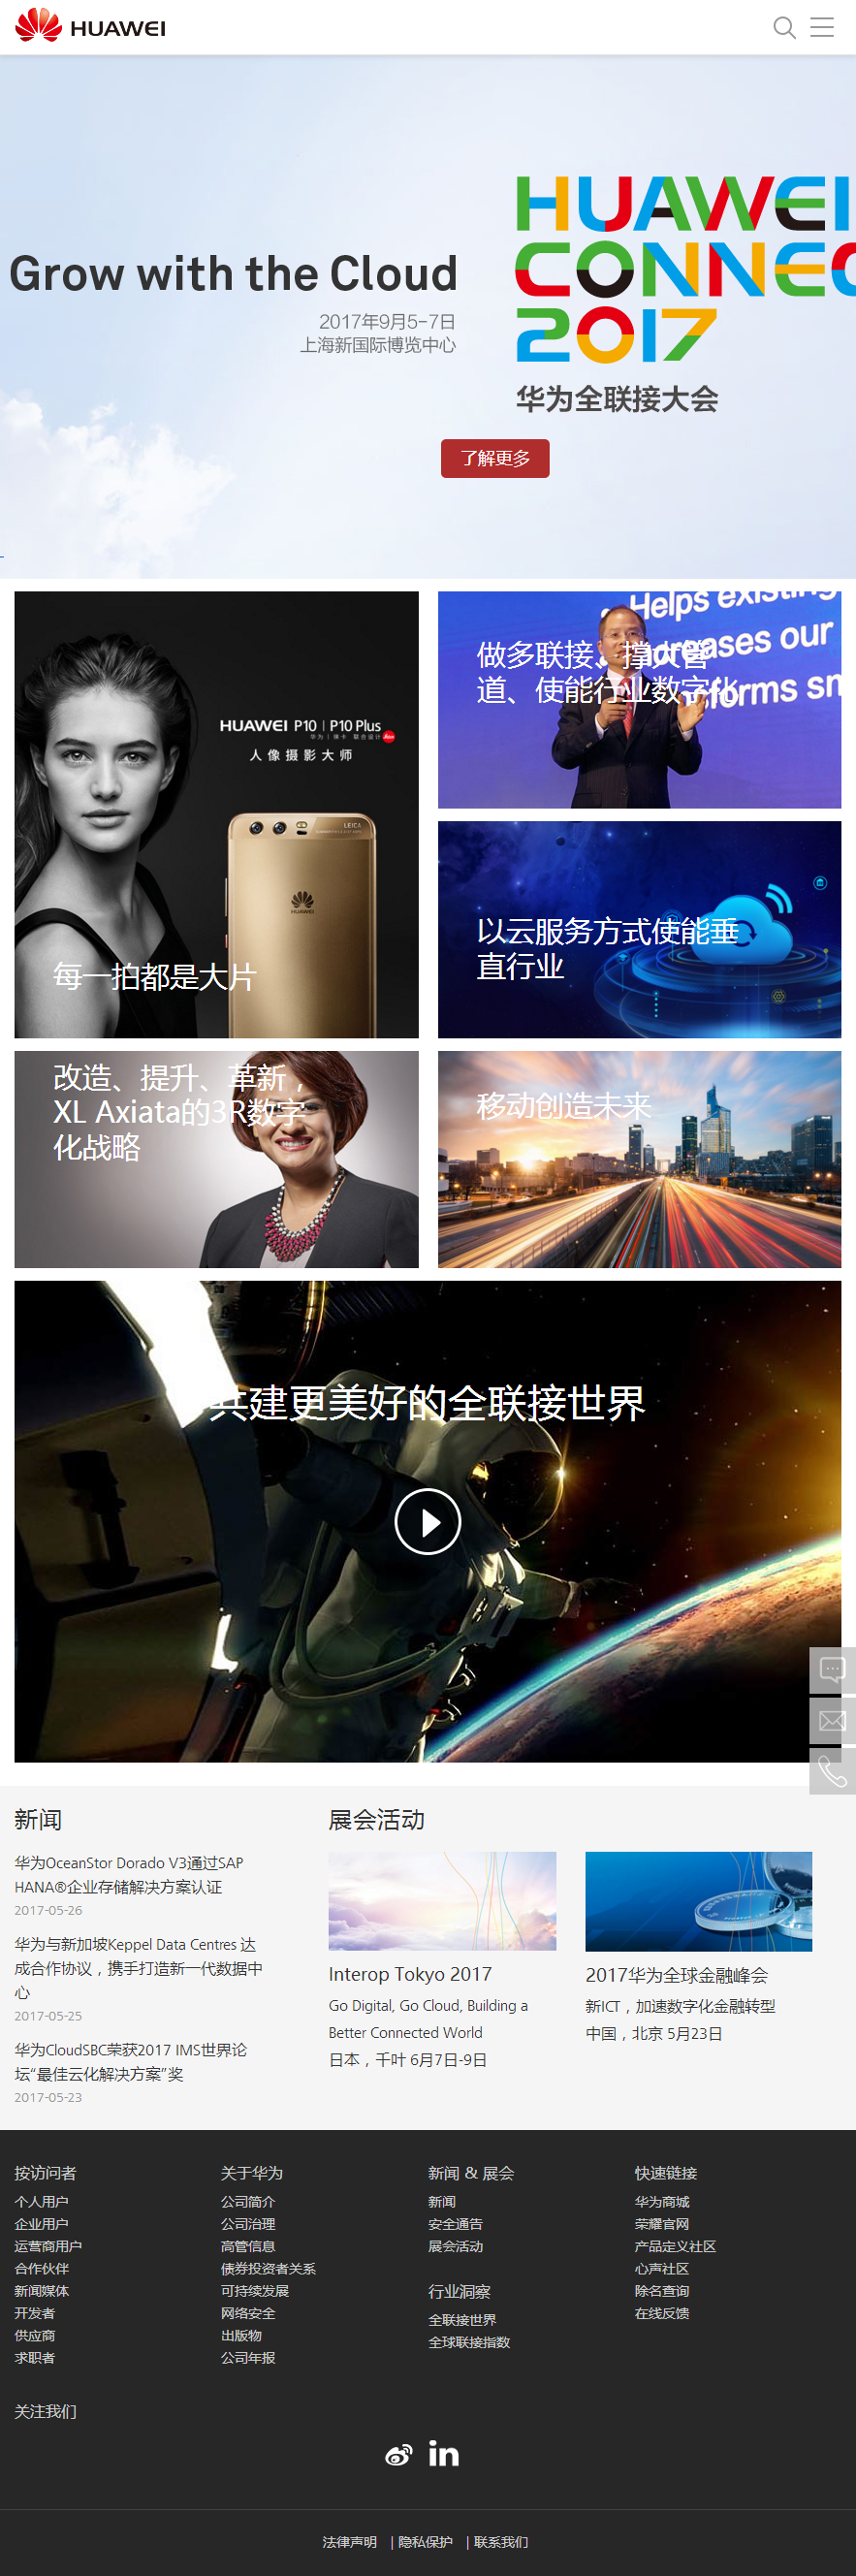 HUAWEI
HUAWEI
CONNEC
2017
Grow with the Cloud
2017年9月5-7日
上海新国际博览中心
华为全联接大会
了解更多
HUAWEI P10 | P10 Plus
华为 | 徕卡 联合设计
人像摄影大师
LEICA
HUAWEI
每一拍都是大片
Helps existing
creases our
forms sm
做多联接、撑大管
道、使能行业数字化
以云服务方式使能垂
直行业
改造、提升、革新，
XL Axiata的3R数字
化战略
移动创造未来
共建更美好的全联接世界
新闻
华为OceanStor Dorado V3通过SAP
HANA®企业存储解决方案认证
2017-05-26
华为与新加坡Keppel Data Centres 达
成合作协议，携手打造新一代数据中
心
2017-05-25
华为CloudSBC荣获2017 IMS世界论
坛“最佳云化解决方案”奖
2017-05-23
展会活动
Interop Tokyo 2017
Go Digital, Go Cloud, Building a
Better Connected World
日本，千叶 6月7日-9日
2017华为全球金融峰会
新ICT，加速数字化金融转型
中国，北京 5月23日
按访问者
个人用户
企业用户
运营商用户
合作伙伴
新闻媒体
开发者
供应商
求职者
关于华为
公司简介
公司治理
高管信息
债券投资者关系
可持续发展
网络安全
出版物
公司年报
新闻 & 展会
新闻
安全通告
展会活动
行业洞察
全联接世界
全球联接指数
快速链接
华为商城
荣耀官网
产品定义社区
心声社区
除名查询
在线反馈
关注我们
in
法律声明 | 隐私保护 | 联系我们